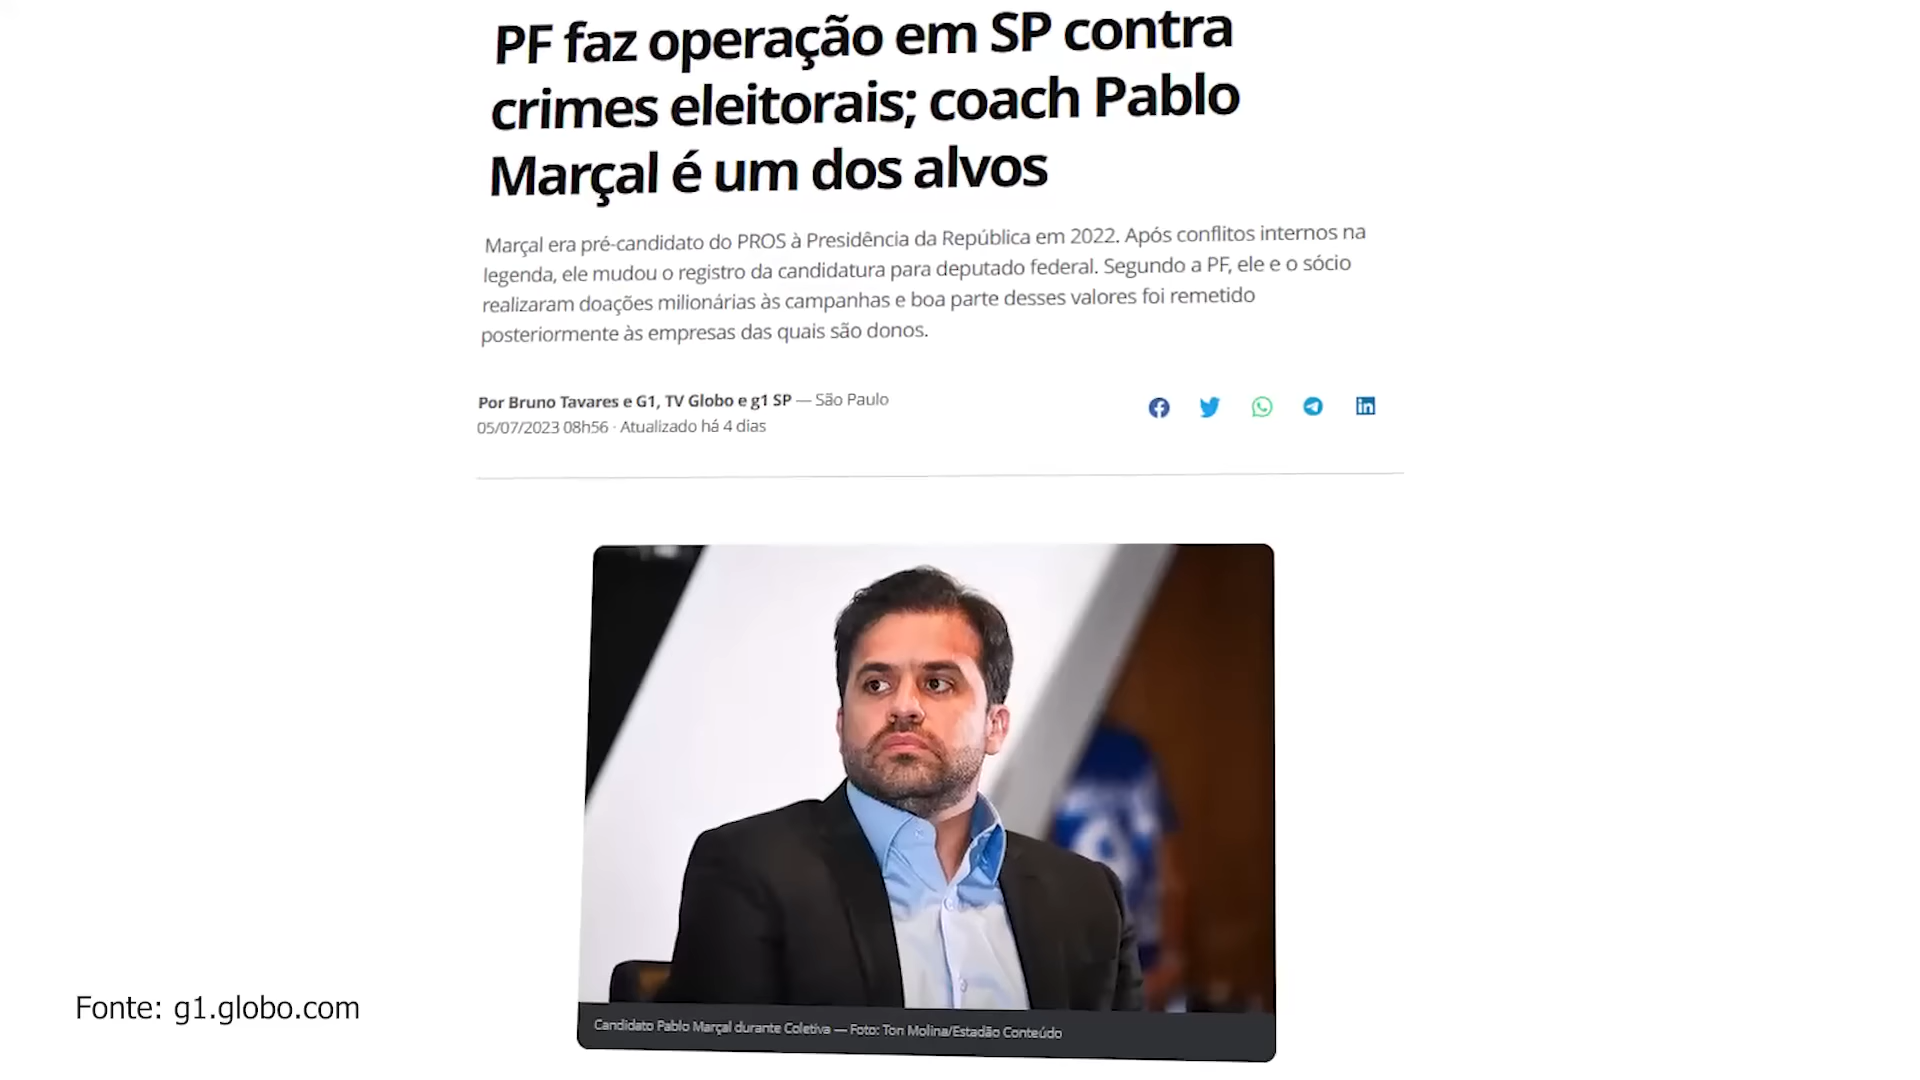 PF faz operação em SP contra
crimes eleitorais; coach Pablo
Marçal é um dos alvos
Marçal era pré-candidato do PROS à Presidência da República em 2022. Após conflitos internos na
legenda, ele mudou o registro da candidatura para deputado federal. Segundo a PF, ele e o sócio
realizaram doações milionárias às campanhas e boa parte desses valores foi remetido
posteriormente às empresas das quais são donos.
Por Bruno Tavares e G1, TV Globo e g1 SP — São Paulo
05/07/2023 08h56 · Atualizado há 4 dias
Candidato Pablo Marçal durante Coletiva — Foto: Ton Molina/Estadão Conteúdo
Fonte: g1.globo.com